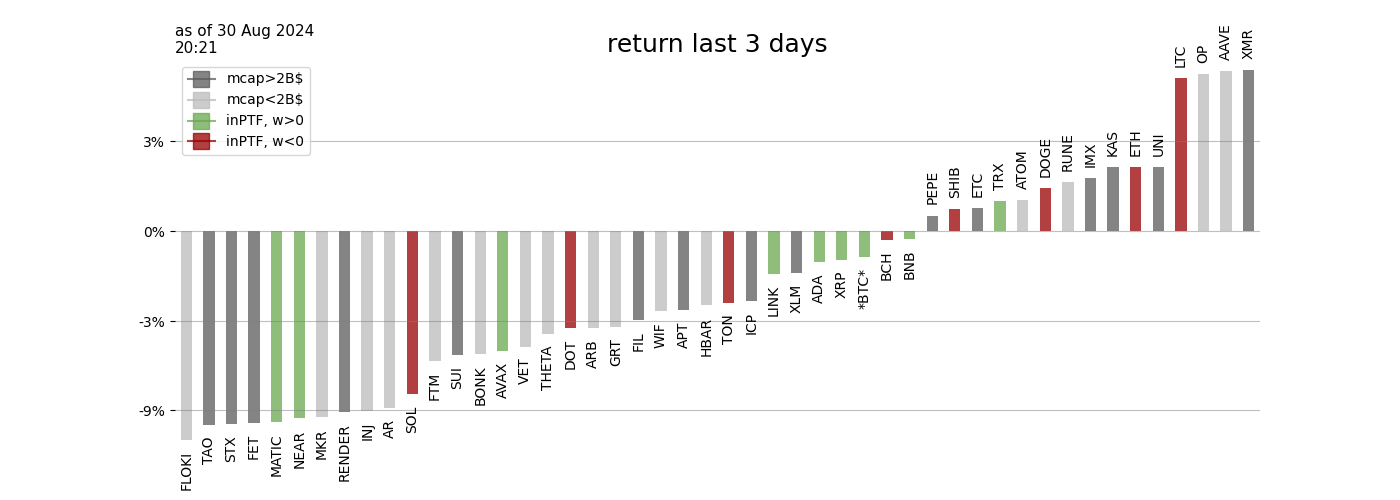 as of 30 Aug 2024
20:21
return last 3 days
mcap>2B$
mcap<2B$
inPTF, w>0
inPTF, w<0
3%
0%
-3%
-9%
FLOKI
TAO
STX
FET
MATIC
NEAR
MKR
RENDER
INJ
AR
SOL
FTM
SUI
BONK
AVAX
VET
THETA
DOT
ARB
GRT
FIL
WIF
APT
HBAR
TON
ICP
LINK
XLM
ADA
XRP
*BTC*
BCH
BNB
PEPE
SHIB
ETC
TRX
ATOM
DOGE
RUNE
IMX
KAS
ETH
UNI
LTC
OP
AAVE
XMR